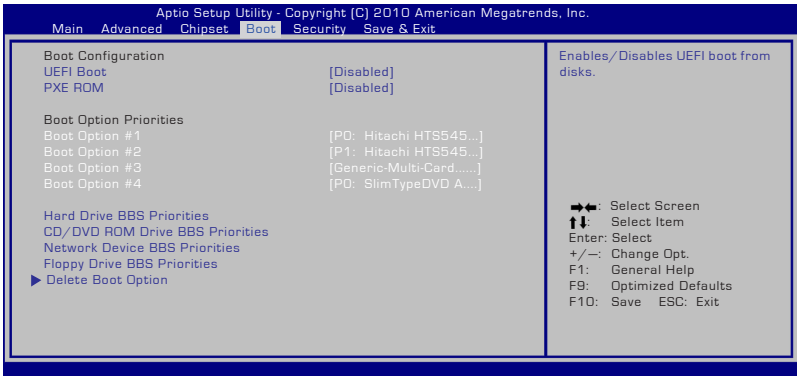 Aptio Setup Utility - Copyright (C) 2010 American Megatrends, Inc.
Main Advanced Chipset Boot Security Save & Exit
Boot Configuration
UEFI Boot [Disabled]
PXE ROM [Disabled]
Boot Option Priorities
Boot Option #1 [P0: Hitachi HTS545...]
Boot Option #2 [P1: Hitachi HTS545...]
Boot Option #3 [Generic-Multi-Card......]
Boot Option #4 [P0: SlimTypeDVD A....]
Hard Drive BBS Priorities
CD/DVD ROM Drive BBS Priorities
Network Device BBS Priorities
Floppy Drive BBS Priorities
Delete Boot Option
Enables/Disables UEFI boot from
disks.
: Select Screen
: Select Item
Enter: Select
+/—: Change Opt.
F1: General Help
F9: Optimized Defaults
F10: Save ESC: Exit